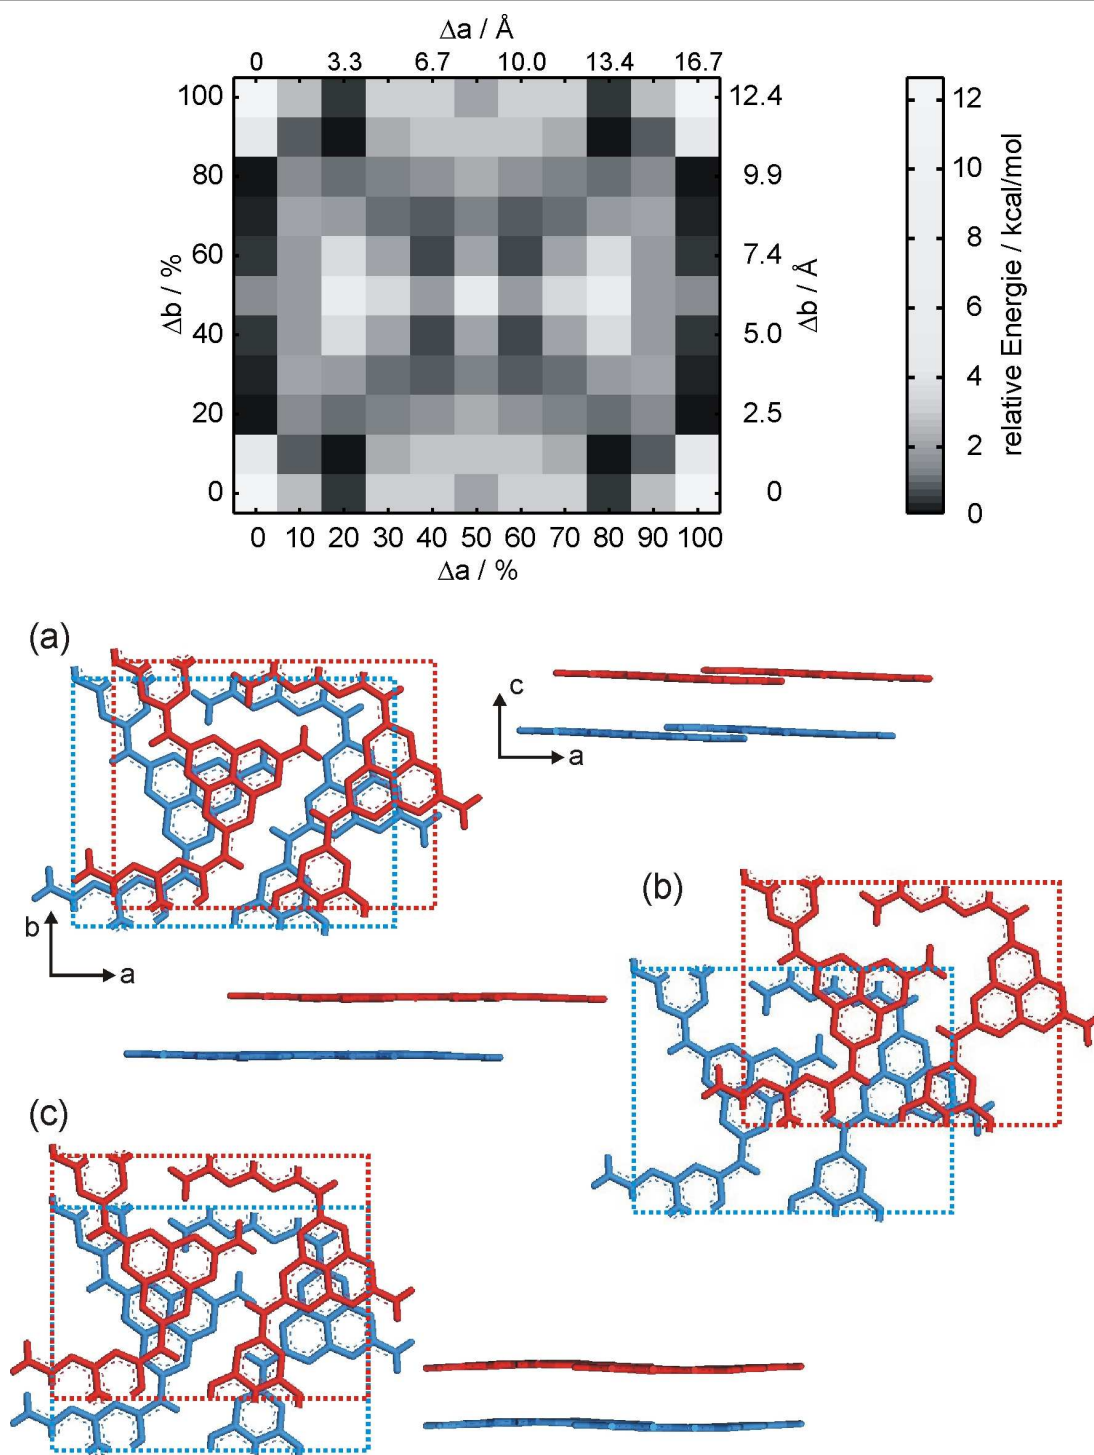 Δa / Å
0 3.3 6.7 10.0 13.4 16.7
100 12.4 12
80 9.9 10
60 7.4 8
Δb / % Δb / Å relative Energie / kcal/mol
40 5.0 6
20 2.5 4
0 0 2
0
0 10 20 30 40 50 60 70 80 90 100
Δa / %
(a)
c
a
(b)
b
a
(c)